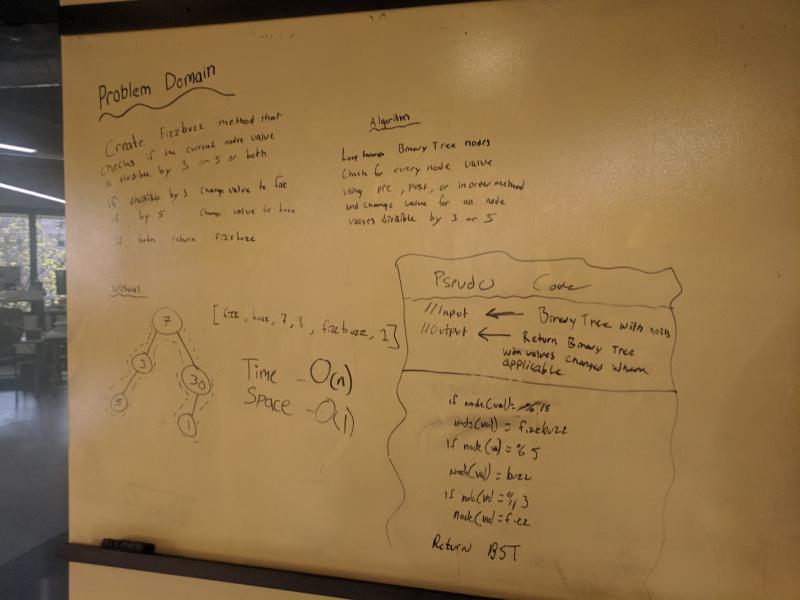 Problem Domain
Create Fizzbuzz method that
checks if the current nodes value
is divisible by 3 or 5 or both
if divisible by 3 change value to fizz
if by 5 change value to buzz
if both return Fizzbuzz
Algorithm
Loop through Binary Tree nodes
Check for every node value
using pre, post, or in order method
and change value for all node
values divisible by 3 or 5
Visual
7
3
30
5
1
[fizz, buzz, 7, 8, fizzbuzz, 1]
Time - O(n)
Space - O(1)
Pseudo Code
//Input ← Binary Tree with nodes
//Output ← Return Binary Tree
with values changed where
applicable
if node(val)=% 15
node(val) = fizzbuzz
if node(val) = % 5
node(val) = buzz
if node(val = % 3
node(val = fizz
Return BST